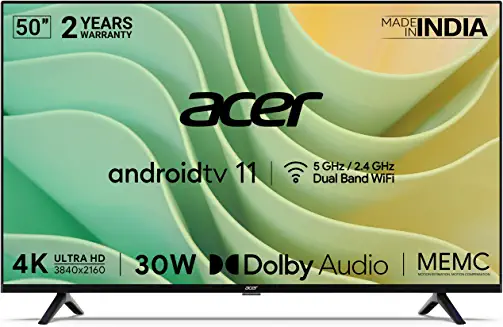 50" 2 YEARS WARRANTY
MADE IN INDIA
acer
androidtv 11
5 GHz / 2.4 GHz
Dual Band WiFi
4K ULTRA HD 3840x2160
30W
Dolby Audio
MEMC
acer